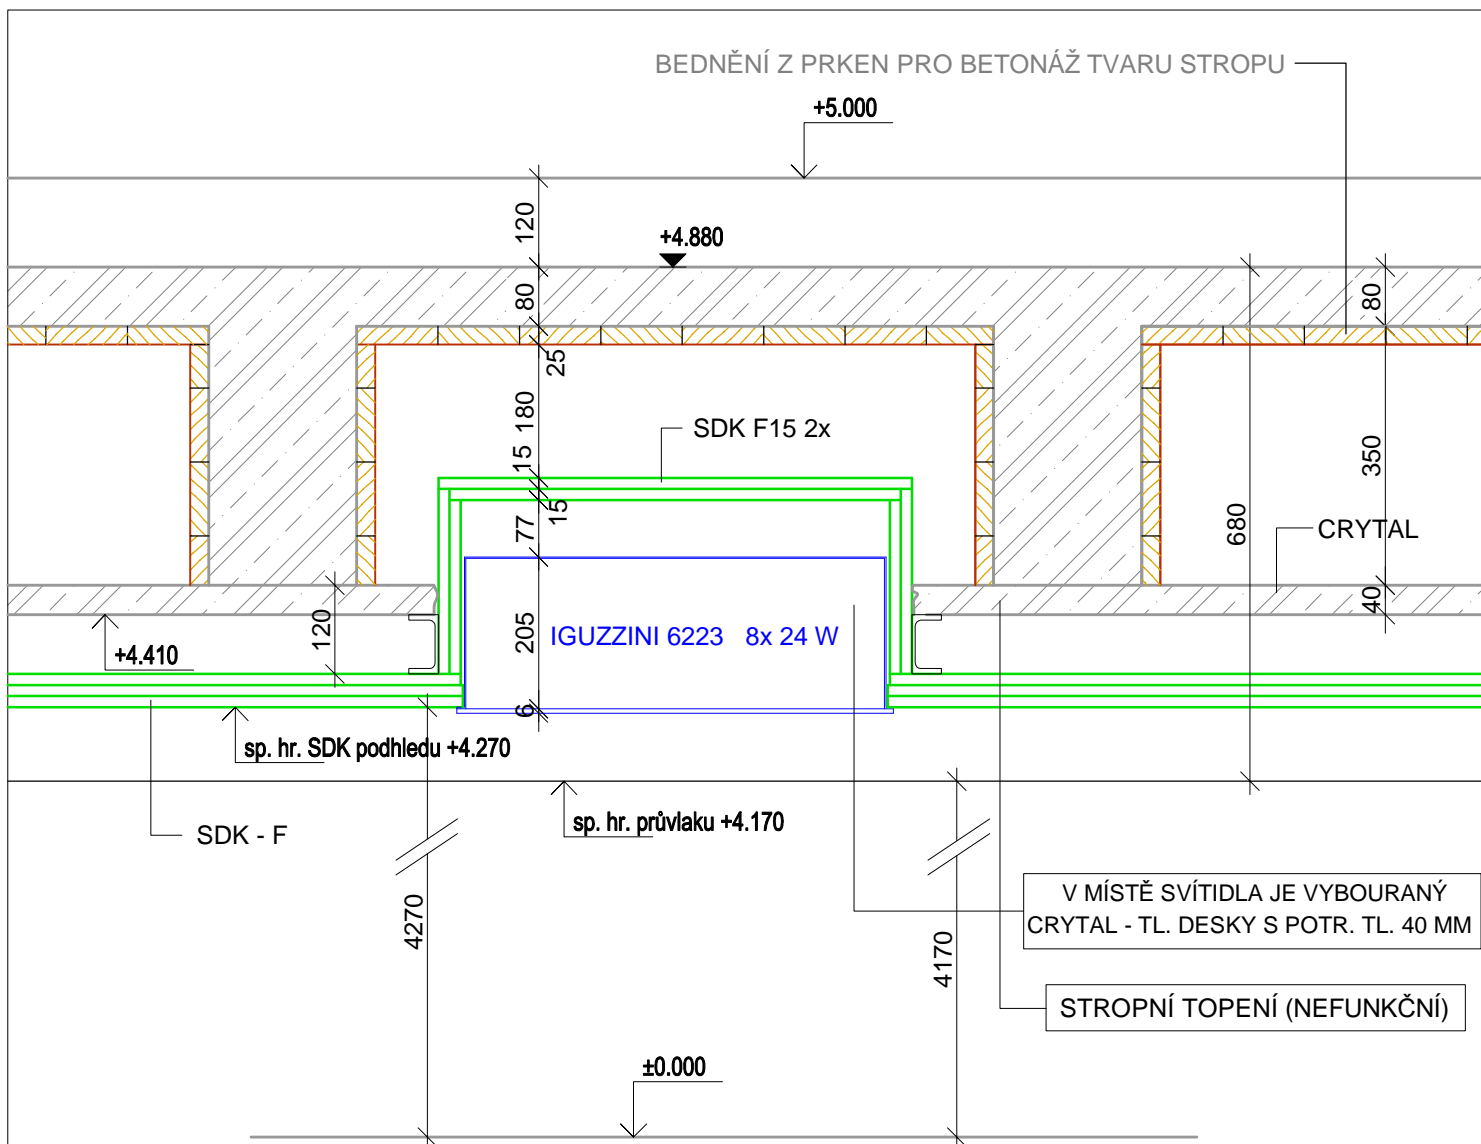 BEDNĚNÍ Z PRKEN PRO BETONÁŽ TVARU STROPU
+5.000
120
+4.880
80
80
25
180
SDK F15 2x
15
15
350
77
680
CRYTAL
40
120
205
IGUZZINI 6223 8x 24 W
+4.410
6
sp. hr. SDK podhledu +4.270
sp. hr. průvlaku +4.170
SDK - F
V MÍSTĚ SVÍTIDLA JE VYBOURANÝ
CRYTAL - TL. DESKY S POTR. TL. 40 MM
4270
4170
STROPNÍ TOPENÍ (NEFUNKČNÍ)
±0.000